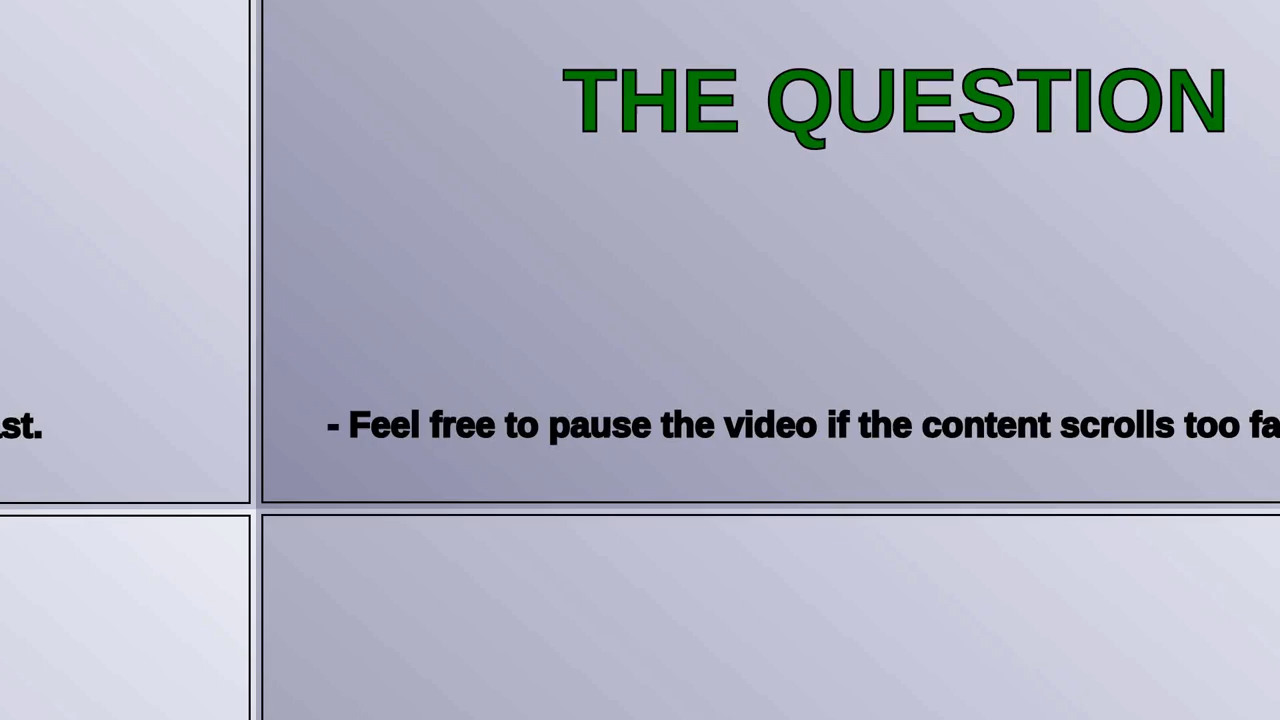 THE QUESTION
st.
- Feel free to pause the video if the content scrolls too fa